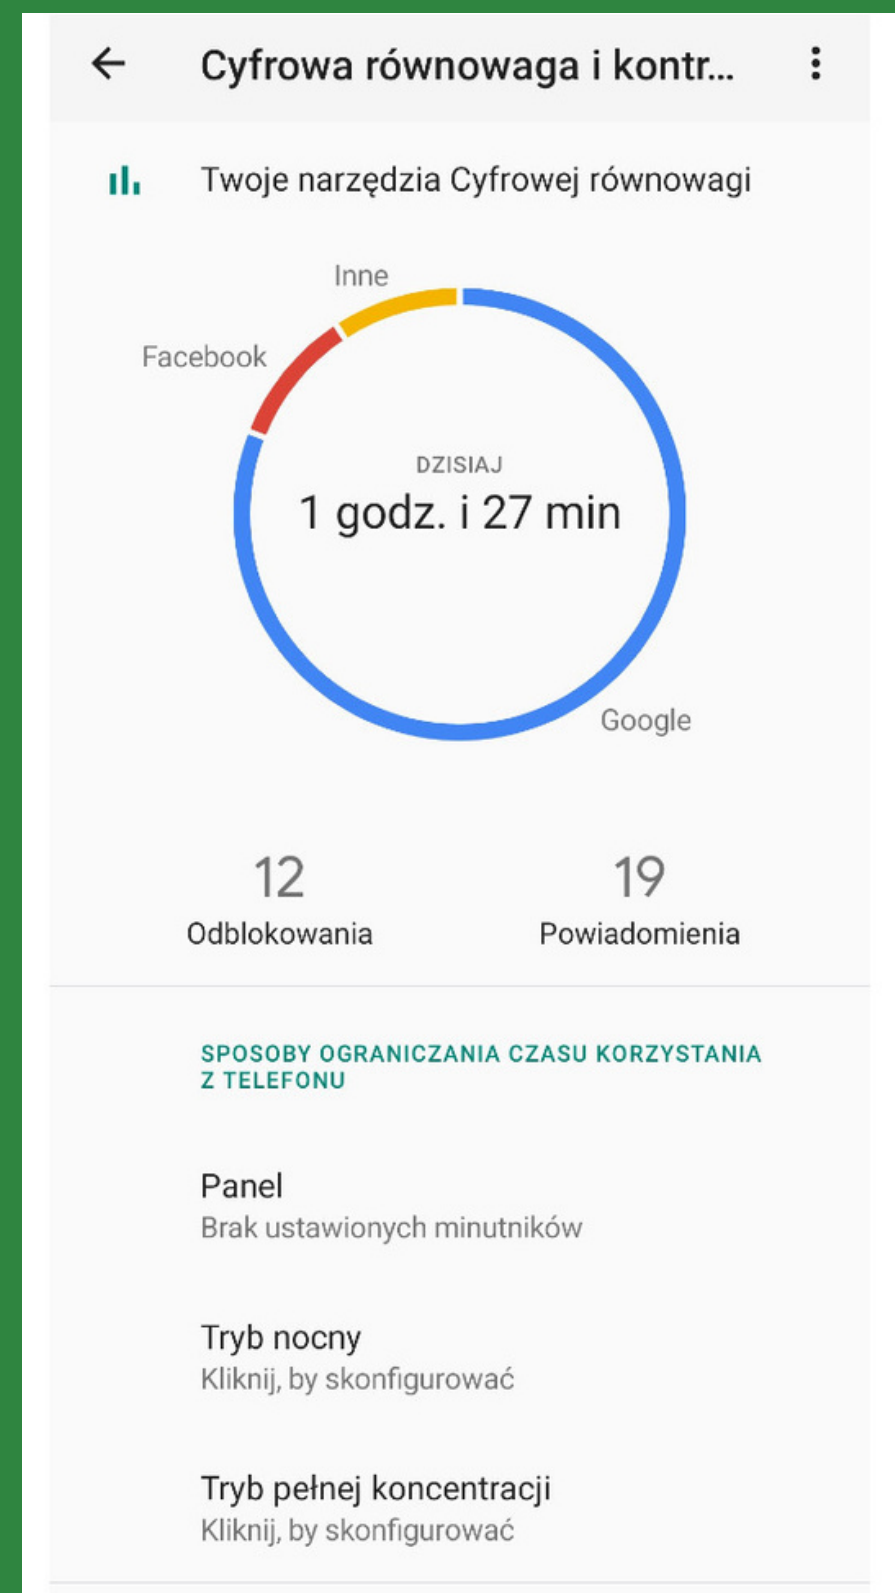 Cyfrowa równowaga i kontr...
Twoje narzędzia Cyfrowej równowagi
Inne
Facebook
DZISIAJ
1 godz. i 27 min
Google
12
Odblokowania
19
Powiadomienia
SPOSOBY OGRANICZANIA CZASU KORZYSTANIA
Z TELEFONU
Panel
Brak ustawionych minutników
Tryb nocny
Kliknij, by skonfigurować
Tryb pełnej koncentracji
Kliknij, by skonfigurować